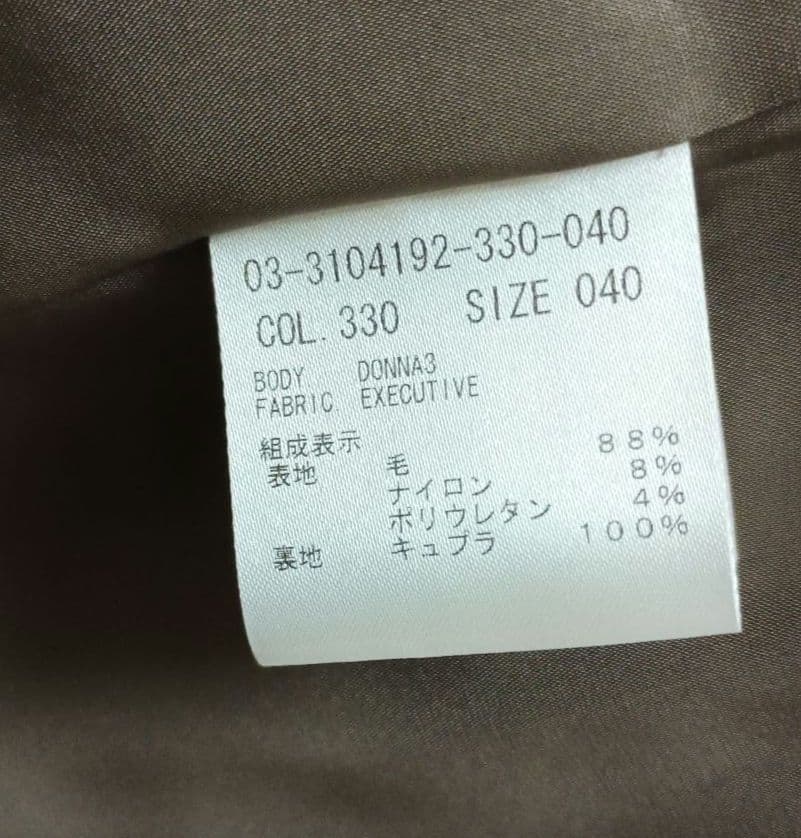 03-3104192-330-040
COL. 330 SIZE 040
BODY DONNA3
FABRIC. EXECUTIVE
組成表示
表地 毛 88%
ナイロン 8%
ポリウレタン 4%
裏地 キュプラ 100%